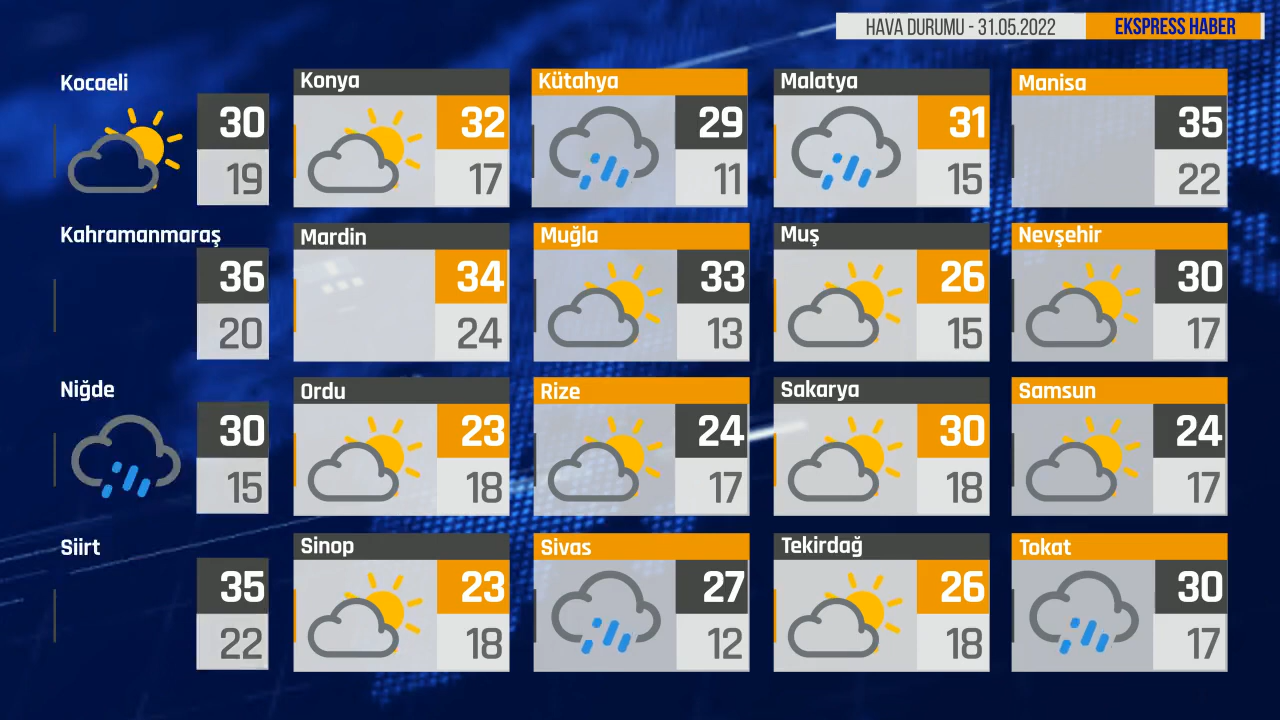 HAVA DURUMU - 31.05.2022 EKSPRESS HABER
Kocaeli
30
19
Konya
32
17
Kütahya
29
11
Malatya
31
15
Manisa
35
22
Kahramanmaraş
36
20
Mardin
34
24
Muğla
33
13
Muş
26
15
Nevşehir
30
17
Niğde
30
15
Ordu
23
18
Rize
24
17
Sakarya
30
18
Samsun
24
17
Siirt
35
22
Sinop
23
18
Sivas
27
12
Tekirdağ
26
18
Tokat
30
17